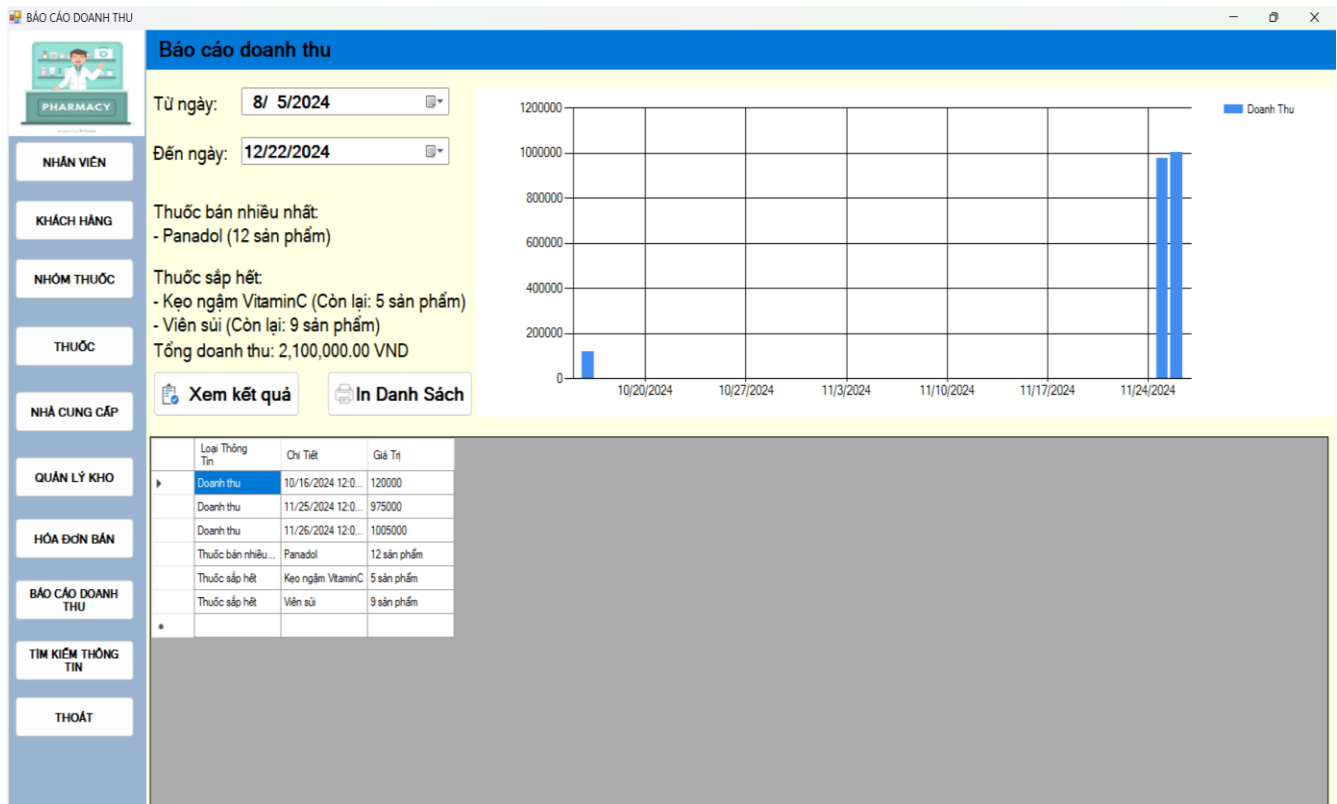 BÁO CÁO DOANH THU
PHARMACY
NHÂN VIÊN
KHÁCH HÀNG
NHÓM THUỐC
THUỐC
NHÀ CUNG CẤP
QUẢN LÝ KHO
HÓA ĐƠN BÁN
BÁO CÁO DOANH
THU
TÌM KIẾM THÔNG
TIN
THOÁT
Báo cáo doanh thu
Từ ngày: 8/ 5/2024
Đến ngày: 12/22/2024
Thuốc bán nhiều nhất:
- Panadol (12 sản phẩm)
Thuốc sắp hết:
- Kẹo ngậm VitaminC (Còn lại: 5 sản phẩm)
- Viên sủi (Còn lại: 9 sản phẩm)
Tổng doanh thu: 2,100,000.00 VND
Xem kết quả In Danh Sách
1200000
1000000
800000
600000
400000
200000
0
10/20/2024 10/27/2024 11/3/2024 11/10/2024 11/17/2024 11/24/2024
Doanh Thu
Loại Thông
Tin Chi Tiết Giá Trị
Doanh thu 10/16/2024 12:0... 120000
Doanh thu 11/25/2024 12:0... 975000
Doanh thu 11/26/2024 12:0... 1005000
Thuốc bán nhiều... Panadol 12 sản phẩm
Thuốc sắp hết Kẹo ngậm VitaminC 5 sản phẩm
Thuốc sắp hết Viên sủi 9 sản phẩm